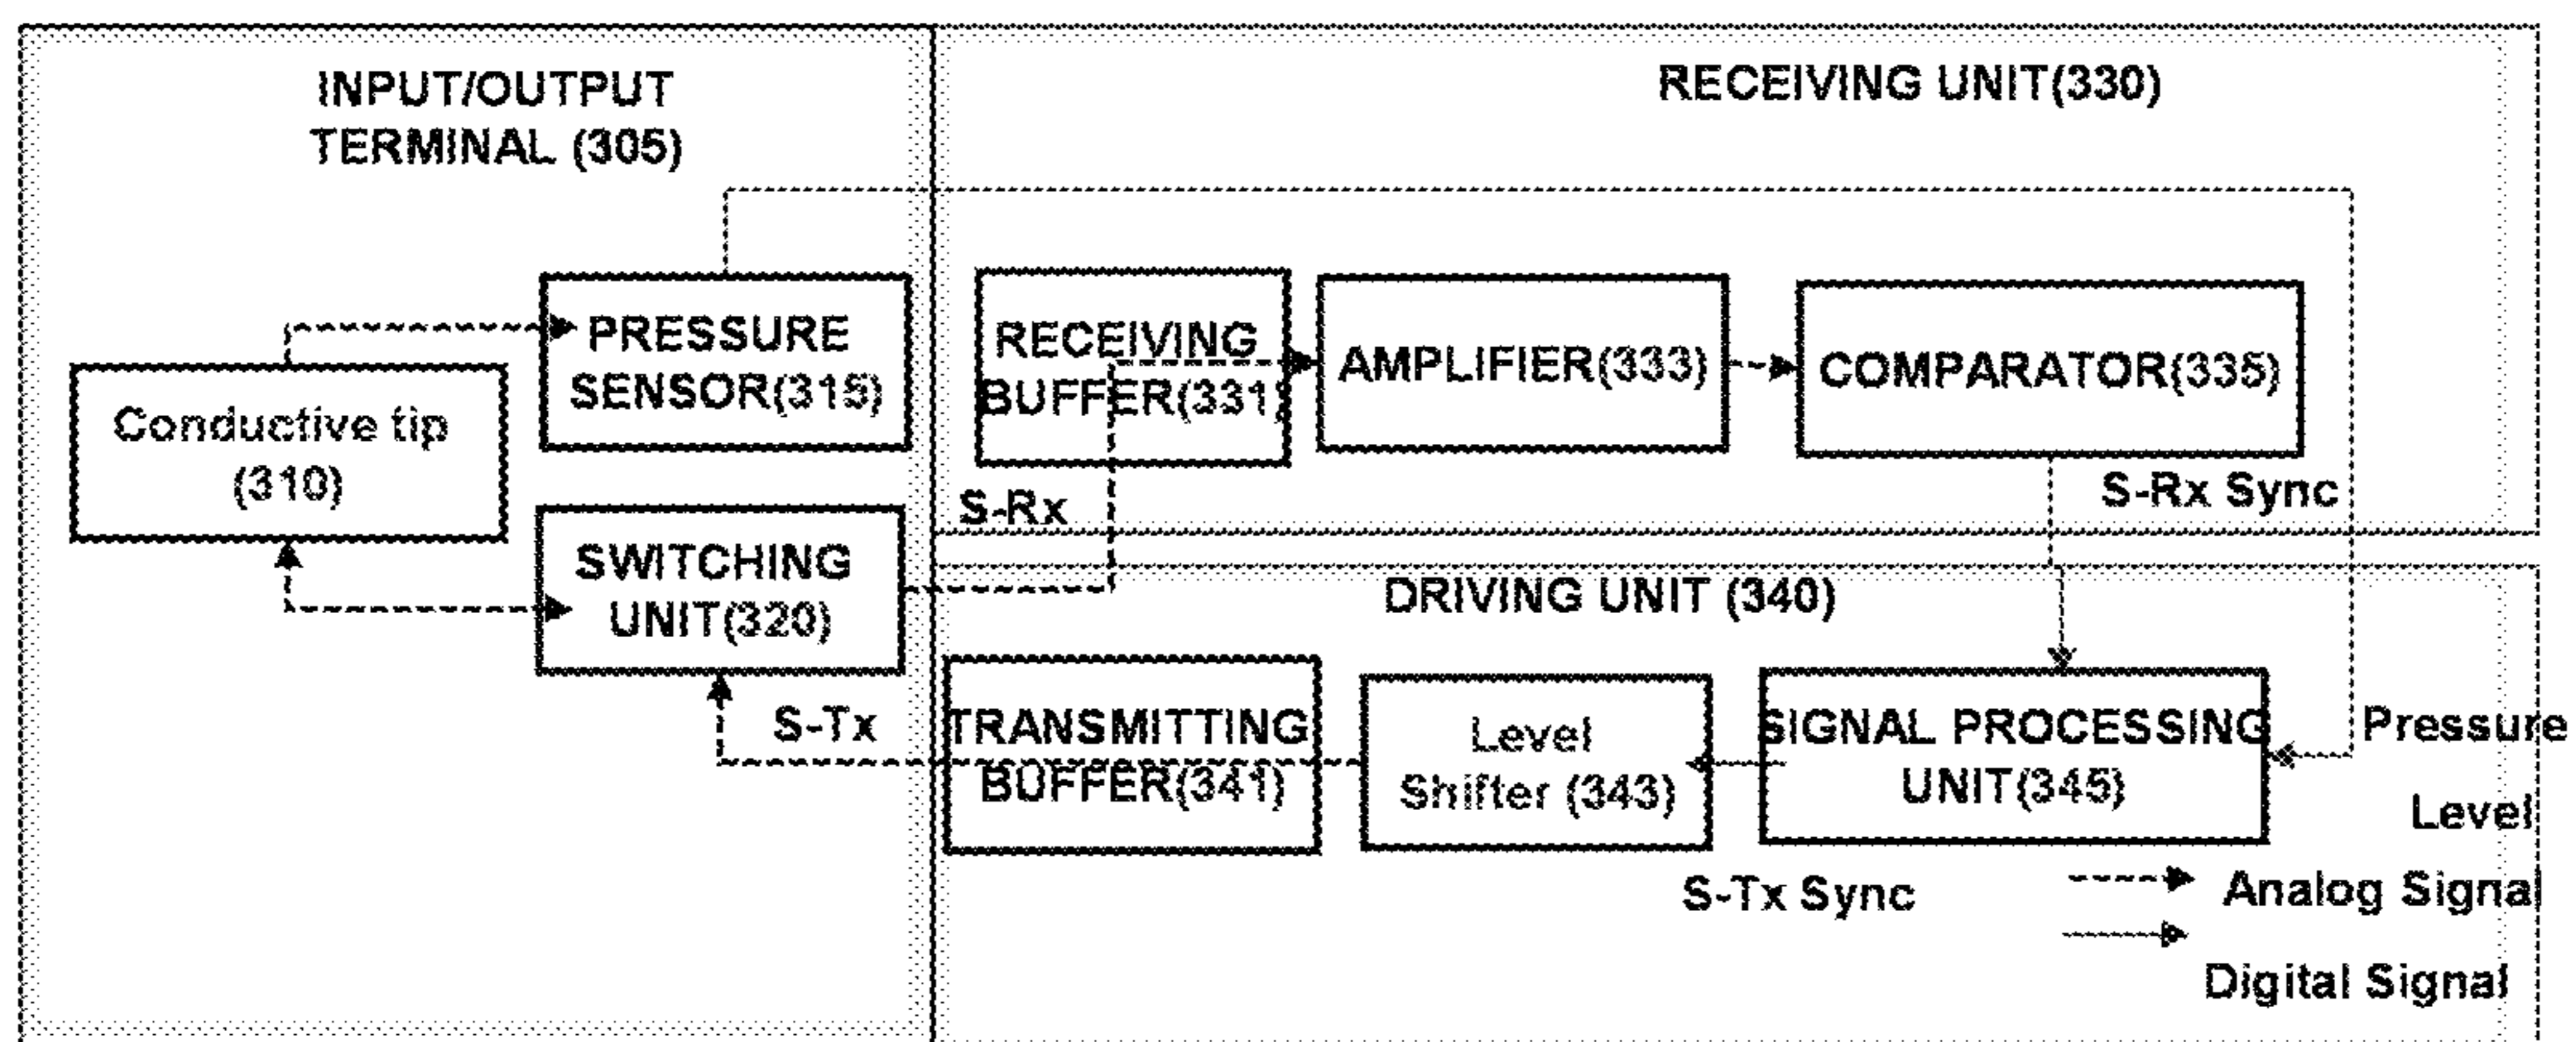 INPUT/OUTPUT
TERMINAL (305)
RECEIVING UNIT(330)
PRESSURE
SENSOR(315)
Conductive tip
(310)
SWITCHING
UNIT(320)
RECEIVING
BUFFER(331)
AMPLIFIER(333)
COMPARATOR(335)
S-Rx
S-Rx Sync
DRIVING UNIT (340)
S-Tx
TRANSMITTING
BUFFER(341)
Level
Shifter (343)
SIGNAL PROCESSING
UNIT(345)
Pressure
Level
S-Tx Sync
Analog Signal
Digital Signal